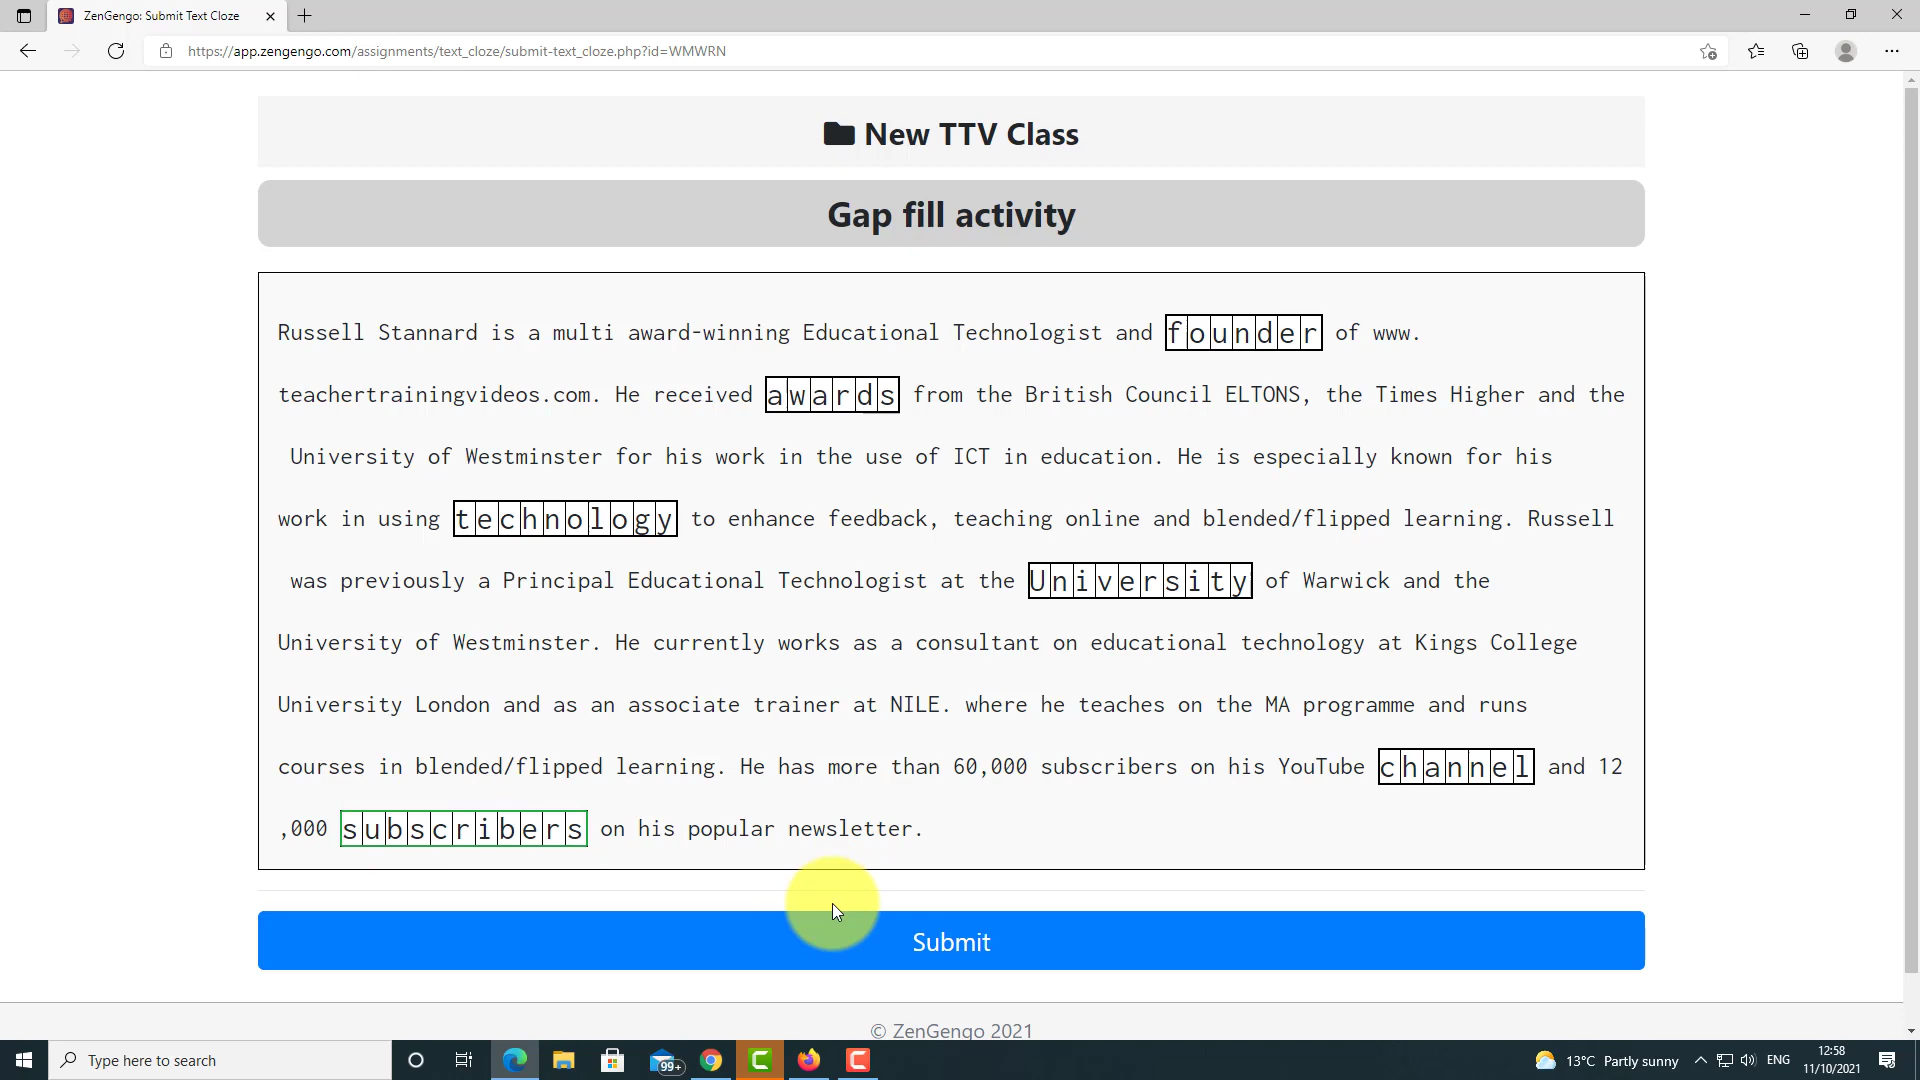 ZenGengo: Submit Text Cloze
https://app.zengengo.com/assignments/text_cloze/submit-text_cloze.php?id=WMWRN
New TTV Class
Gap fill activity
Russell Stannard is a multi award-winning Educational Technologist and founder of www.
teachertrainingvideos.com. He received awards from the British Council ELTONS, the Times Higher and the
University of Westminster for his work in the use of ICT in education. He is especially known for his
work in using technology to enhance feedback, teaching online and blended/flipped learning. Russell
was previously a Principal Educational Technologist at the University of Warwick and the
University of Westminster. He currently works as a consultant on educational technology at Kings College
University London and as an associate trainer at NILE. where he teaches on the MA programme and runs
courses in blended/flipped learning. He has more than 60,000 subscribers on his YouTube channel and 12
,000 subscribers on his popular newsletter.
Submit
© ZenGengo 2021
Type here to search
99+
13°C Partly sunny
ENG
12:58
11/10/2021